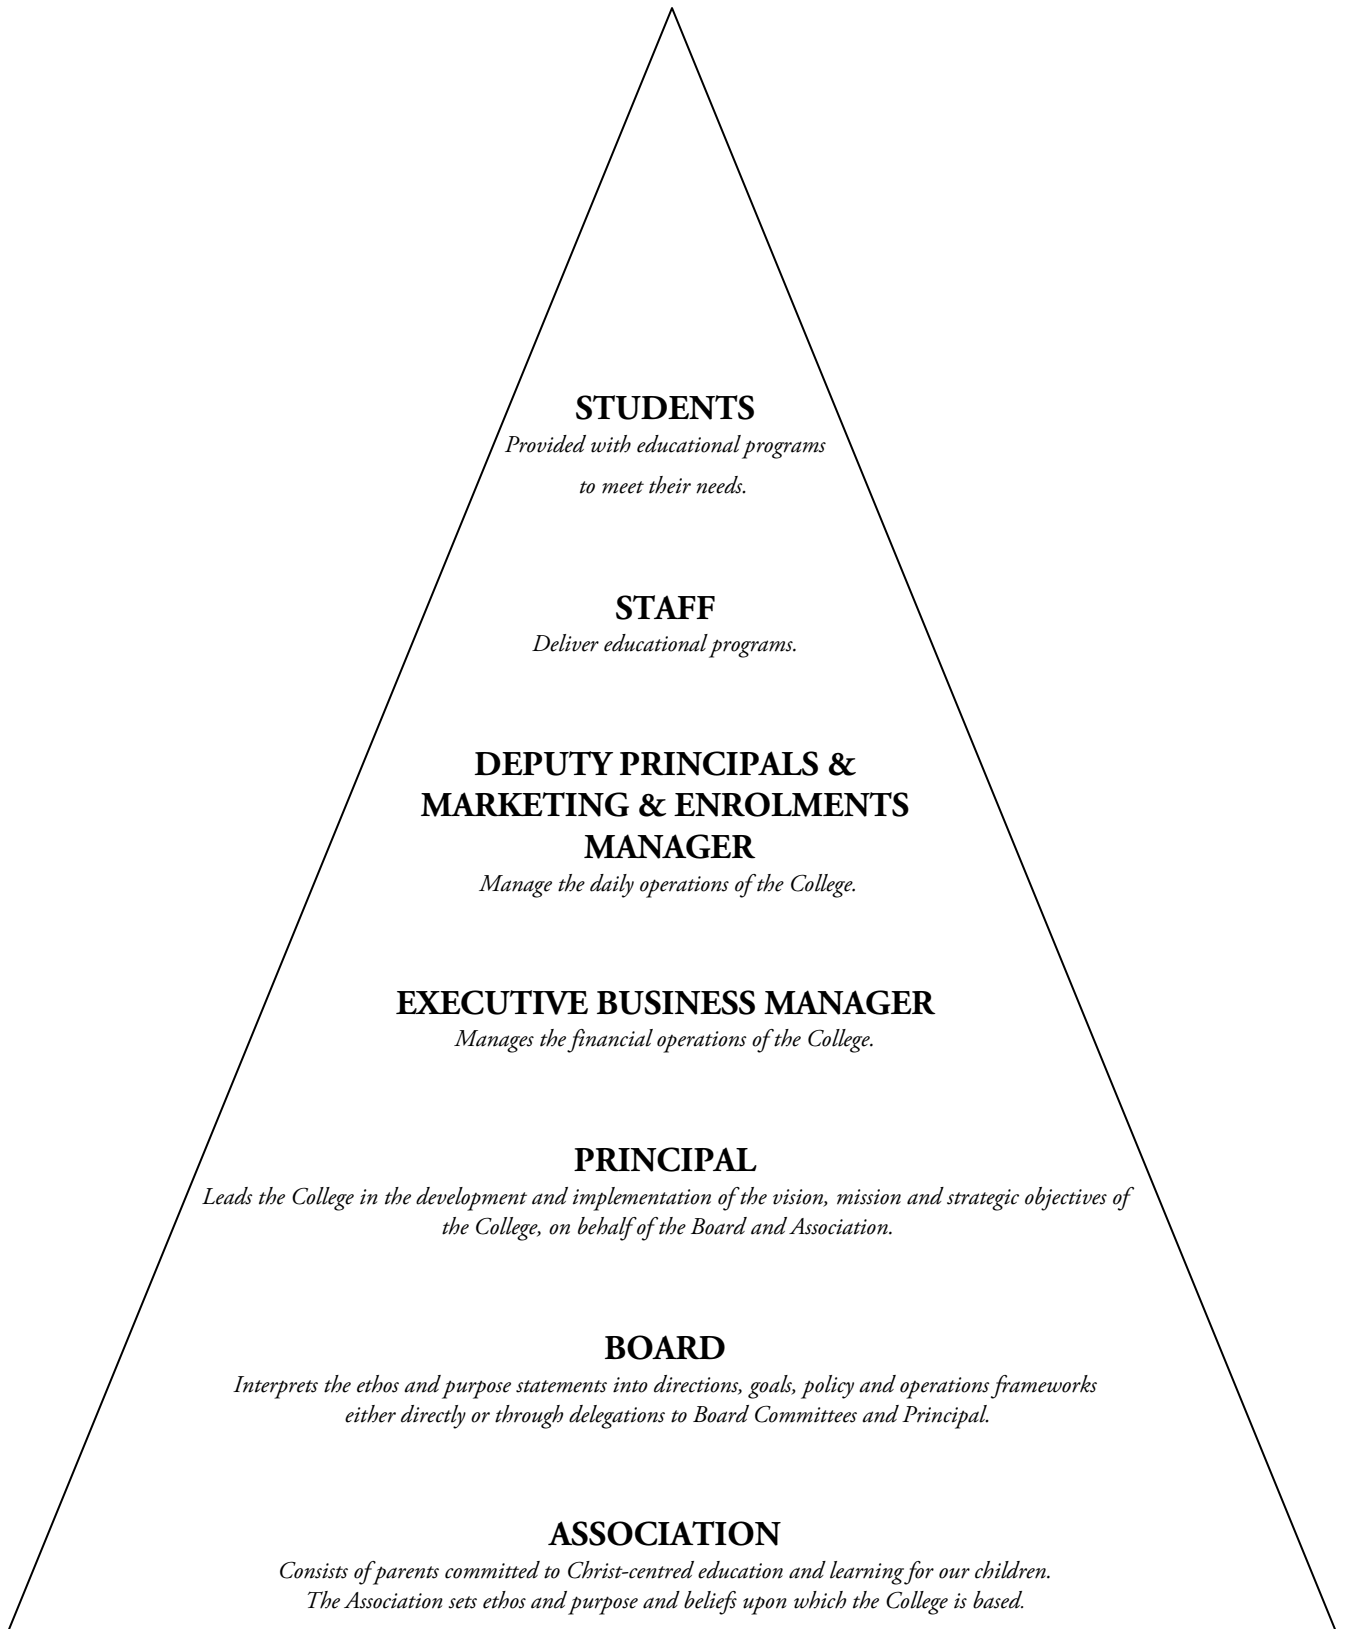 STUDENTS
Provided with educational programs
to meet their needs.
STAFF
Deliver educational programs.
DEPUTY PRINCIPALS &
MARKETING & ENROLMENTS
MANAGER
Manage the daily operations of the College.
EXECUTIVE BUSINESS MANAGER
Manages the financial operations of the College.
PRINCIPAL
Leads the College in the development and implementation of the vision, mission and strategic objectives of
the College, on behalf of the Board and Association.
BOARD
Interprets the ethos and purpose statements into directions, goals, policy and operations frameworks
either directly or through delegations to Board Committees and Principal.
ASSOCIATION
Consists of parents committed to Christ-centred education and learning for our children.
The Association sets ethos and purpose and beliefs upon which the College is based.